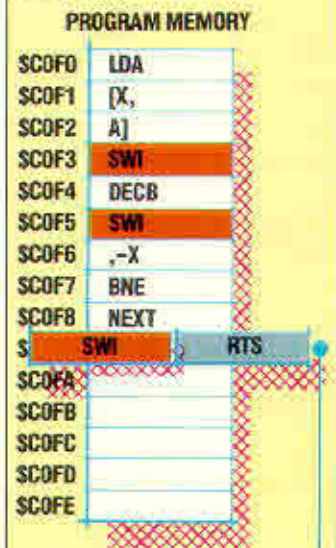 PROGRAM MEMORY
$C0F0 LDA
$C0F1 [X,
$C0F2 A]
$C0F3 SWI
$C0F4 DECB
$C0F5 SWI
$C0F6 ,-X
$C0F7 BNE
$C0F8 NEXT
$ SWI RTS
$C0FA
$C0FB
$C0FC
$C0FD
$C0FE